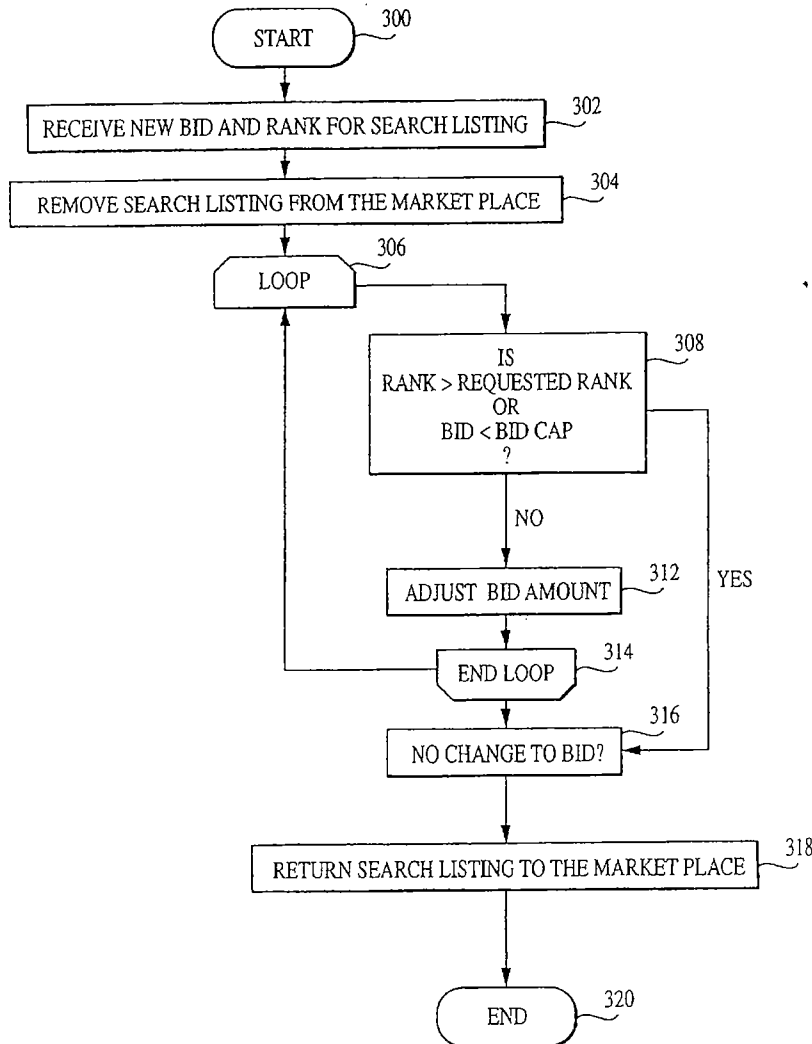 START
300
RECEIVE NEW BID AND RANK FOR SEARCH LISTING
302
REMOVE SEARCH LISTING FROM THE MARKET PLACE
304
LOOP
306
IS
RANK > REQUESTED RANK
OR
BID < BID CAP
?
308
NO
YES
ADJUST BID AMOUNT
312
END LOOP
314
NO CHANGE TO BID?
316
RETURN SEARCH LISTING TO THE MARKET PLACE
318
END
320